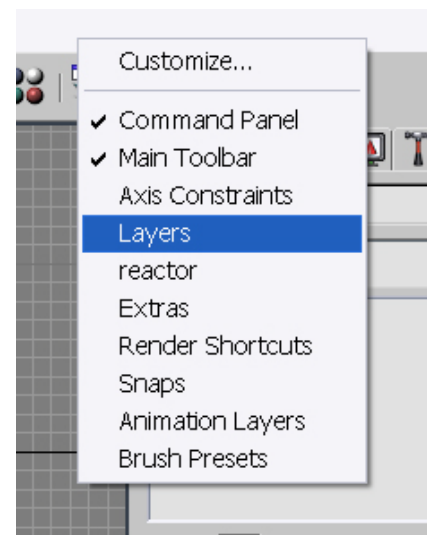 Customize...
Command Panel
Main Toolbar
Axis Constraints
Layers
reactor
Extras
Render Shortcuts
Snaps
Animation Layers
Brush Presets